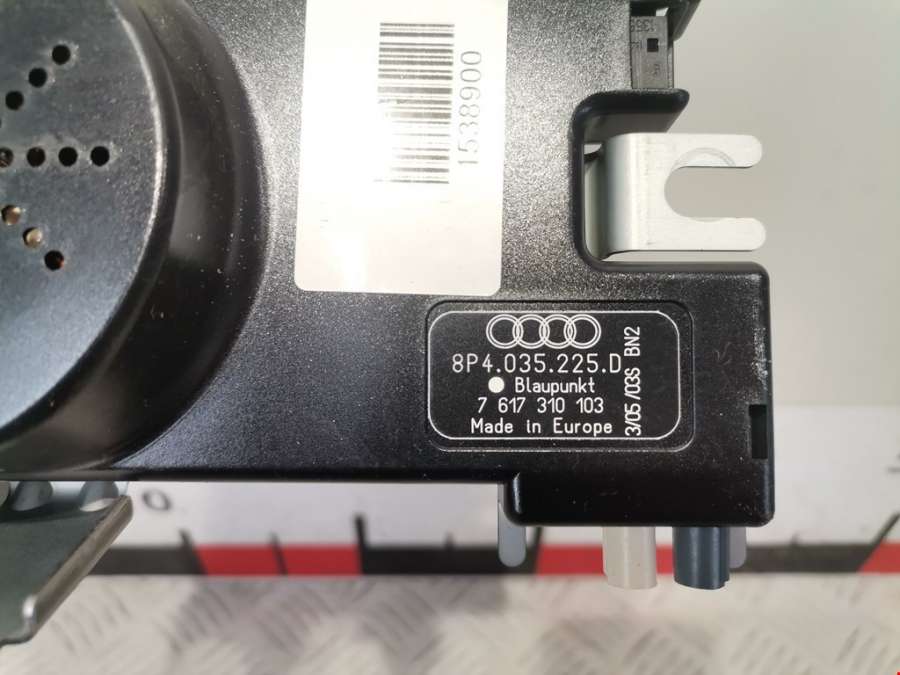 1538900
8P4.035.225.D
Blaupunkt
7 617 310 103
Made in Europe
3/05 /03S BN2